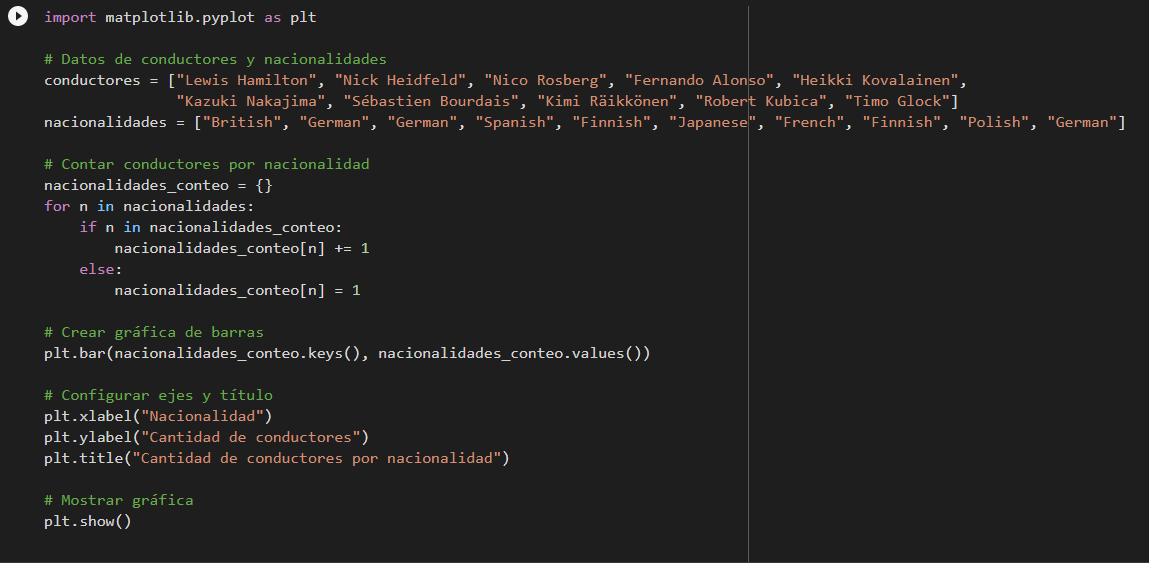 import matplotlib.pyplot as plt

# Datos de conductores y nacionalidades
conductores = ["Lewis Hamilton", "Nick Heidfeld", "Nico Rosberg", "Fernando Alonso", "Heikki Kovalainen",
               "Kazuki Nakajima", "Sébastien Bourdais", "Kimi Räikkönen", "Robert Kubica", "Timo Glock"]
nacionalidades = ["British", "German", "German", "Spanish", "Finnish", "Japanese", "French", "Finnish", "Polish", "German"]

# Contar conductores por nacionalidad
nacionalidades_conteo = {}
for n in nacionalidades:
    if n in nacionalidades_conteo:
        nacionalidades_conteo[n] += 1
    else:
        nacionalidades_conteo[n] = 1

# Crear gráfica de barras
plt.bar(nacionalidades_conteo.keys(), nacionalidades_conteo.values())

# Configurar ejes y título
plt.xlabel("Nacionalidad")
plt.ylabel("Cantidad de conductores")
plt.title("Cantidad de conductores por nacionalidad")

# Mostrar gráfica
plt.show()